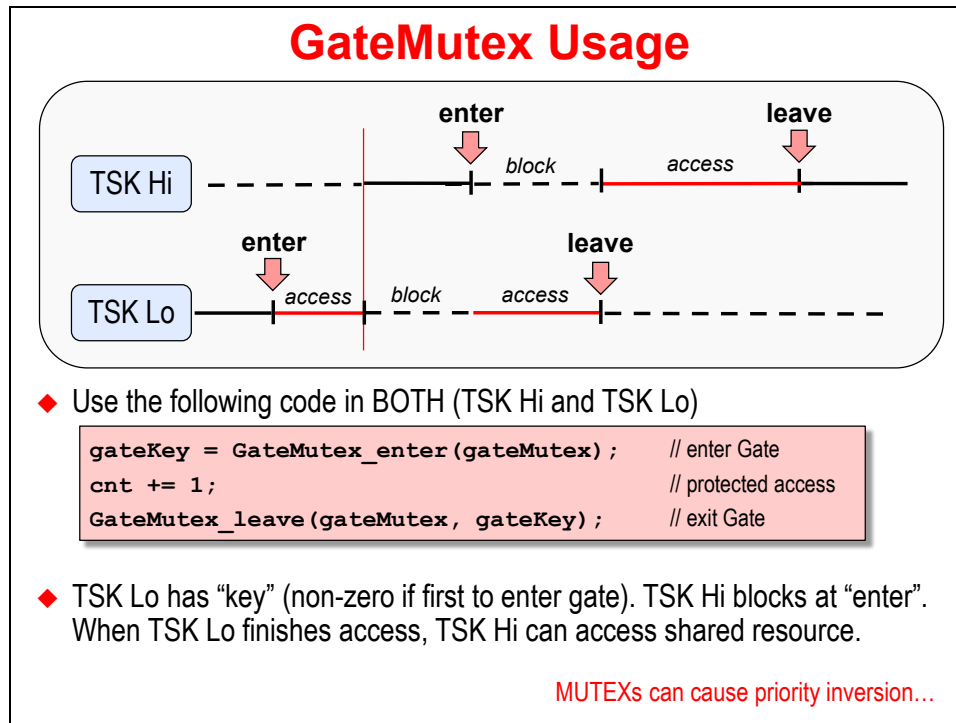 GateMutex Usage
enter
leave
block
access
TSK Hi
enter
leave
access
block
access
TSK Lo
Use the following code in BOTH (TSK Hi and TSK Lo)
gateKey = GateMutex_enter(gateMutex); // enter Gate
cnt += 1; // protected access
GateMutex_leave(gateMutex, gateKey); // exit Gate
TSK Lo has “key” (non-zero if first to enter gate). TSK Hi blocks at “enter”.
When TSK Lo finishes access, TSK Hi can access shared resource.
MUTEXs can cause priority inversion…